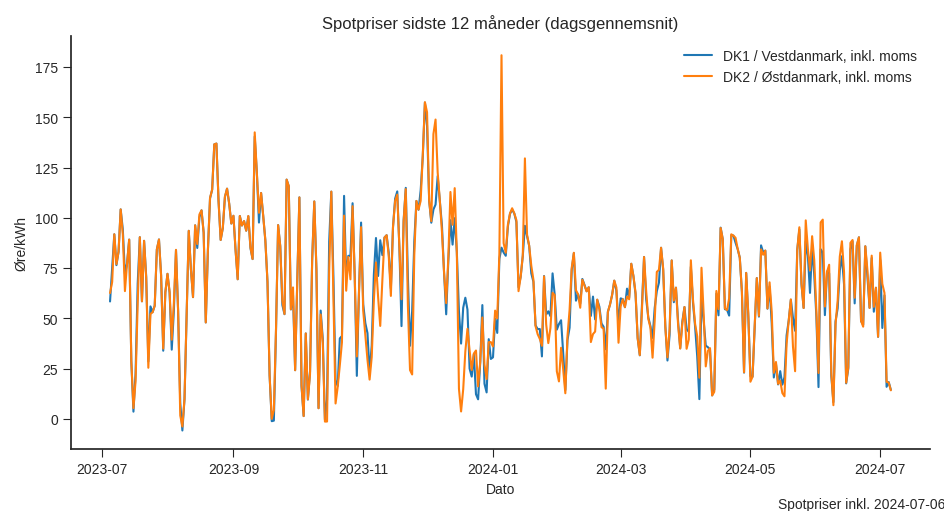 Spotpriser sidste 12 måneder (dagsgennemsnit)
DK1 / Vestdanmark, inkl. moms
DK2 / Østdanmark, inkl. moms
Øre/kWh
175
150
125
100
75
50
25
0
2023-07
2023-09
2023-11
2024-01
2024-03
2024-05
2024-07
Dato
Spotpriser inkl. 2024-07-06